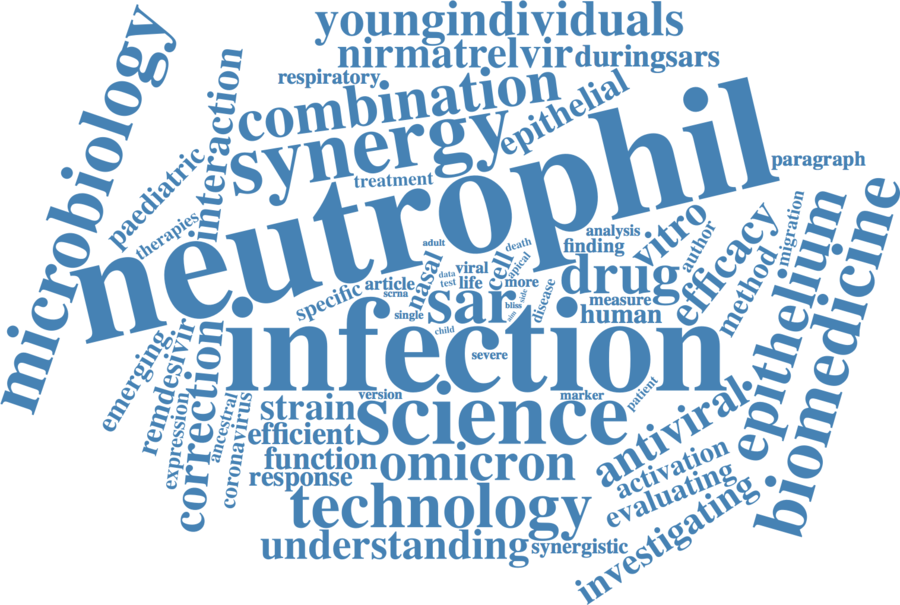 youngindividuals
microbiology
nirmatrelvir
duringsars
respiratory
interaction
combination
epithelial
synergy
neutrophil
paragraph
paediatric
treatment
therapies
adult
death
analysis
finding
vitro
author
migration
efficacy
method
epithelium
biomedicine
nasal
data
test
viral
life
cell
apical
more
drug
specific
article
scrna
single
sar
bliss
side
aim
disease
measure
human
child
infection
severe
emerging
remdesivir
correction
expression
ancestral
coronavirus
strain
version
science
marker
patient
efficient
antiviral
function
omicron
activation
response
evaluating
technology
investigating
understanding
synergistic